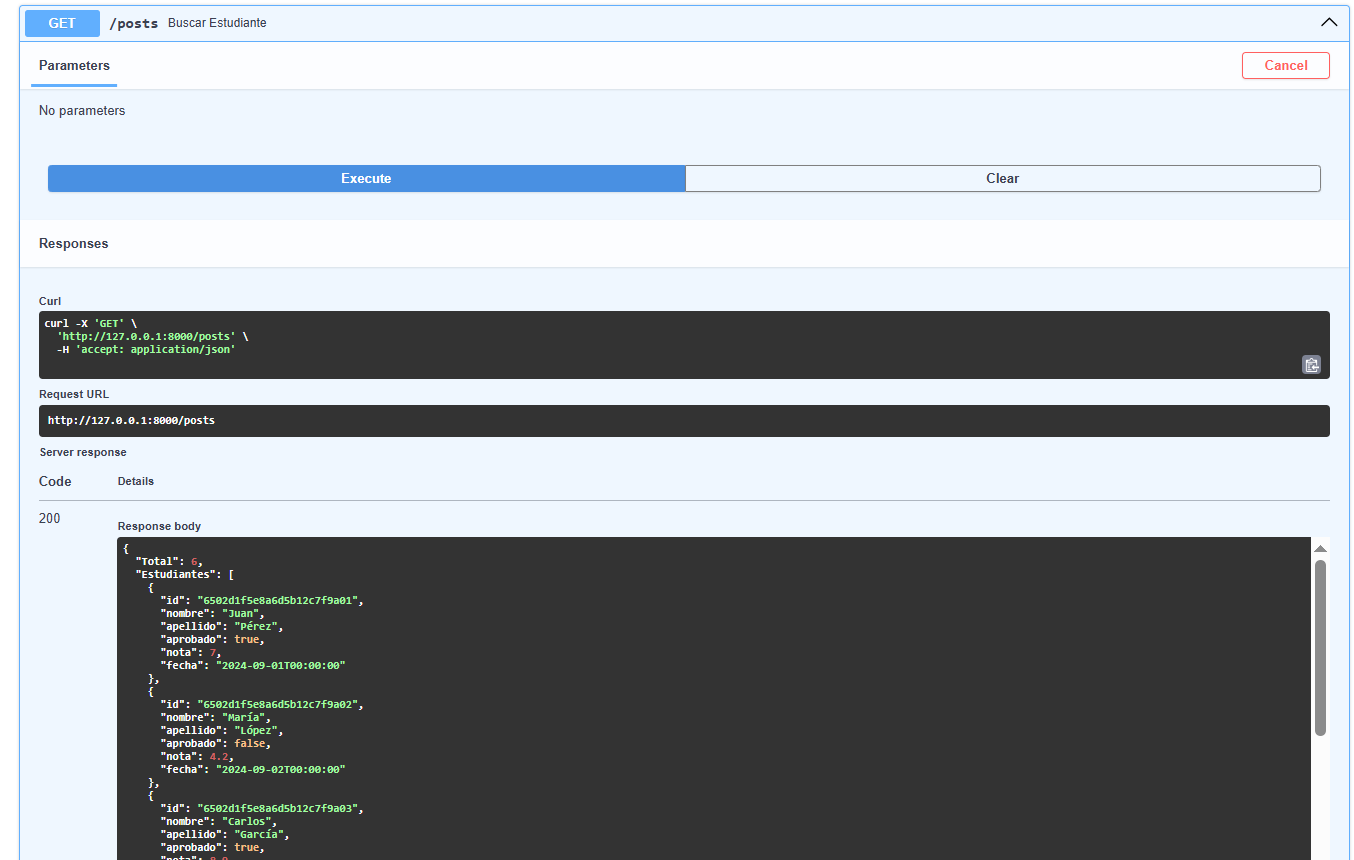 GET /posts Buscar Estudiante
Parameters
Cancel
No parameters
Execute
Clear
Responses
Curl
curl -X 'GET' \
  'http://127.0.0.1:8000/posts' \
  -H 'accept: application/json'
Request URL
http://127.0.0.1:8000/posts
Server response
Code Details
200
Response body
{
  "Total": 6,
  "Estudiantes": [
    {
      "id": "6502d1f5e8a6d5b12c7f9a01",
      "nombre": "Juan",
      "apellido": "Pérez",
      "aprobado": true,
      "nota": 7,
      "fecha": "2024-09-01T00:00:00"
    },
    {
      "id": "6502d1f5e8a6d5b12c7f9a02",
      "nombre": "María",
      "apellido": "López",
      "aprobado": false,
      "nota": 4.2,
      "fecha": "2024-09-02T00:00:00"
    },
    {
      "id": "6502d1f5e8a6d5b12c7f9a03",
      "nombre": "Carlos",
      "apellido": "García",
      "aprobado": true,